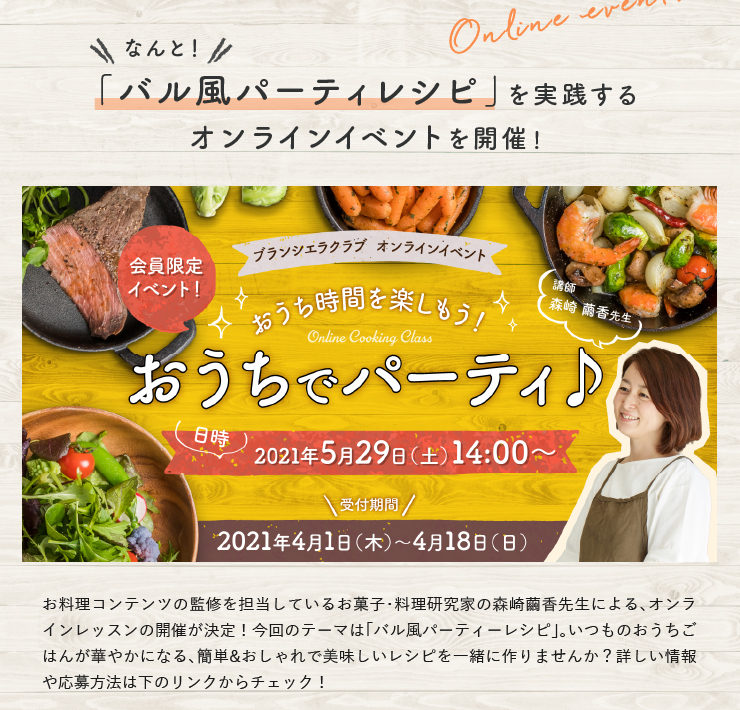 Online event
なんと！
「バル風パーティレシピ」を実践する
オンラインイベントを開催！
会員限定
イベント！
ブランシエラクラブ オンラインイベント
おうち時間を楽しもう！
Online Cooking Class
おうちでパーティ♪
講師
森崎 繭香先生
日時
2021年5月29日（土）14:00〜
受付期間
2021年4月1日（木）〜4月18日（日）
お料理コンテンツの監修を担当しているお菓子･料理研究家の森崎繭香先生による、オンラ
インレッスンの開催が決定！今回のテーマは｢バル風パーティーレシピ｣。いつものおうちご
はんが華やかになる、簡単&おしゃれで美味しいレシピを一緒に作りませんか？詳しい情報
や応募方法は下のリンクからチェック！